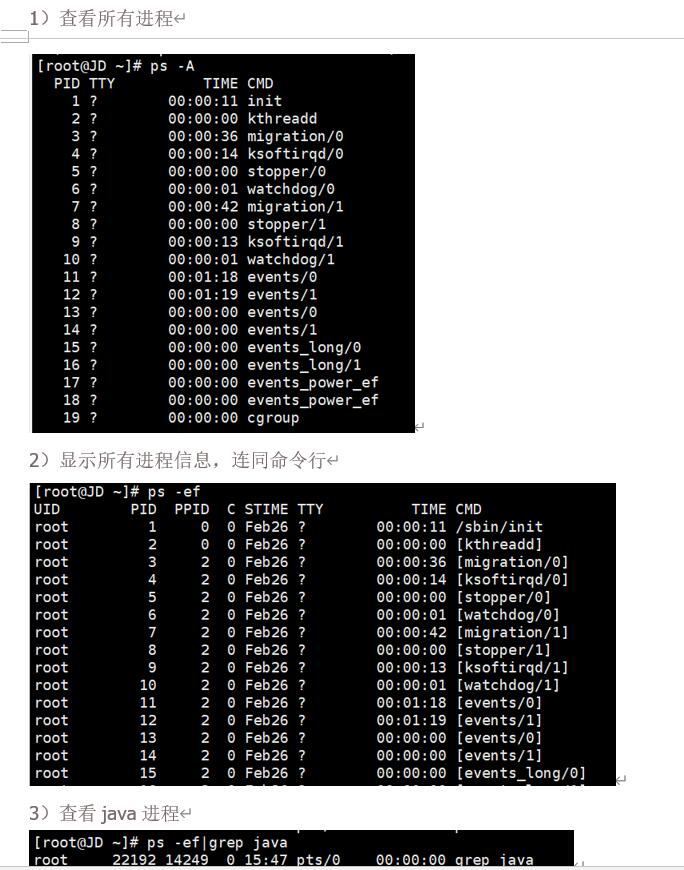 1）查看所有进程
[root@JD ~]# ps -A
PID TTY TIME CMD
1 ? 00:00:11 init
2 ? 00:00:00 kthreadd
3 ? 00:00:36 migration/0
4 ? 00:00:14 ksoftirqd/0
5 ? 00:00:00 stopper/0
6 ? 00:00:01 watchdog/0
7 ? 00:00:42 migration/1
8 ? 00:00:00 stopper/1
9 ? 00:00:13 ksoftirqd/1
10 ? 00:00:01 watchdog/1
11 ? 00:01:18 events/0
12 ? 00:01:19 events/1
13 ? 00:00:00 events/0
14 ? 00:00:00 events/1
15 ? 00:00:00 events_long/0
16 ? 00:00:00 events_long/1
17 ? 00:00:00 events_power_ef
18 ? 00:00:00 events_power_ef
19 ? 00:00:00 cgroup
2）显示所有进程信息，连同命令行
[root@JD ~]# ps -ef
UID PID PPID C STIME TTY TIME CMD
root 1 0 0 Feb26 ? 00:00:11 /sbin/init
root 2 0 0 Feb26 ? 00:00:00 [kthreadd]
root 3 2 0 Feb26 ? 00:00:36 [migration/0]
root 4 2 0 Feb26 ? 00:00:14 [ksoftirqd/0]
root 5 2 0 Feb26 ? 00:00:00 [stopper/0]
root 6 2 0 Feb26 ? 00:00:01 [watchdog/0]
root 7 2 0 Feb26 ? 00:00:42 [migration/1]
root 8 2 0 Feb26 ? 00:00:00 [stopper/1]
root 9 2 0 Feb26 ? 00:00:13 [ksoftirqd/1]
root 10 2 0 Feb26 ? 00:00:01 [watchdog/1]
root 11 2 0 Feb26 ? 00:01:18 [events/0]
root 12 2 0 Feb26 ? 00:01:19 [events/1]
root 13 2 0 Feb26 ? 00:00:00 [events/0]
root 14 2 0 Feb26 ? 00:00:00 [events/1]
root 15 2 0 Feb26 ? 00:00:00 [events_long/0]
3）查看 java 进程
[root@JD ~]# ps -ef|grep java
root 22192 14249 0 15:47 pts/0 00:00:00 grep java